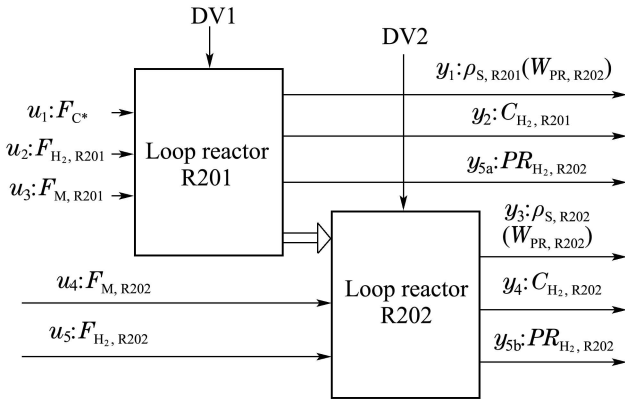 DV1
DV2
y₁:ρS, R201(WPR, R202)
u₁:FC*
y₂:CH₂, R201
u₂:FH₂, R201
Loop reactor
R201
y₅ₐ:PRH₂, R202
u₃:FM, R201
y₃:ρS, R202
(WPR, R202)
u₄:FM, R202
Loop reactor
R202
y₄:CH₂, R202
u₅:FH₂, R202
y5b:PRH₂, R202